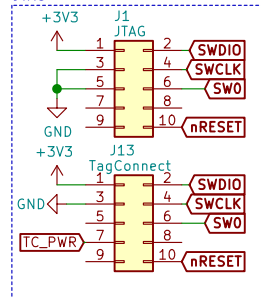 +3V3
J1
JTAG
1 2 SWDIO
3 4 SWCLK
5 6 SWO
7 8
GND 9 10 nRESET
+3V3
J13
TagConnect
1 2 SWDIO
GND 3 4 SWCLK
5 6 SWO
TC_PWR 7 8
9 10 nRESET